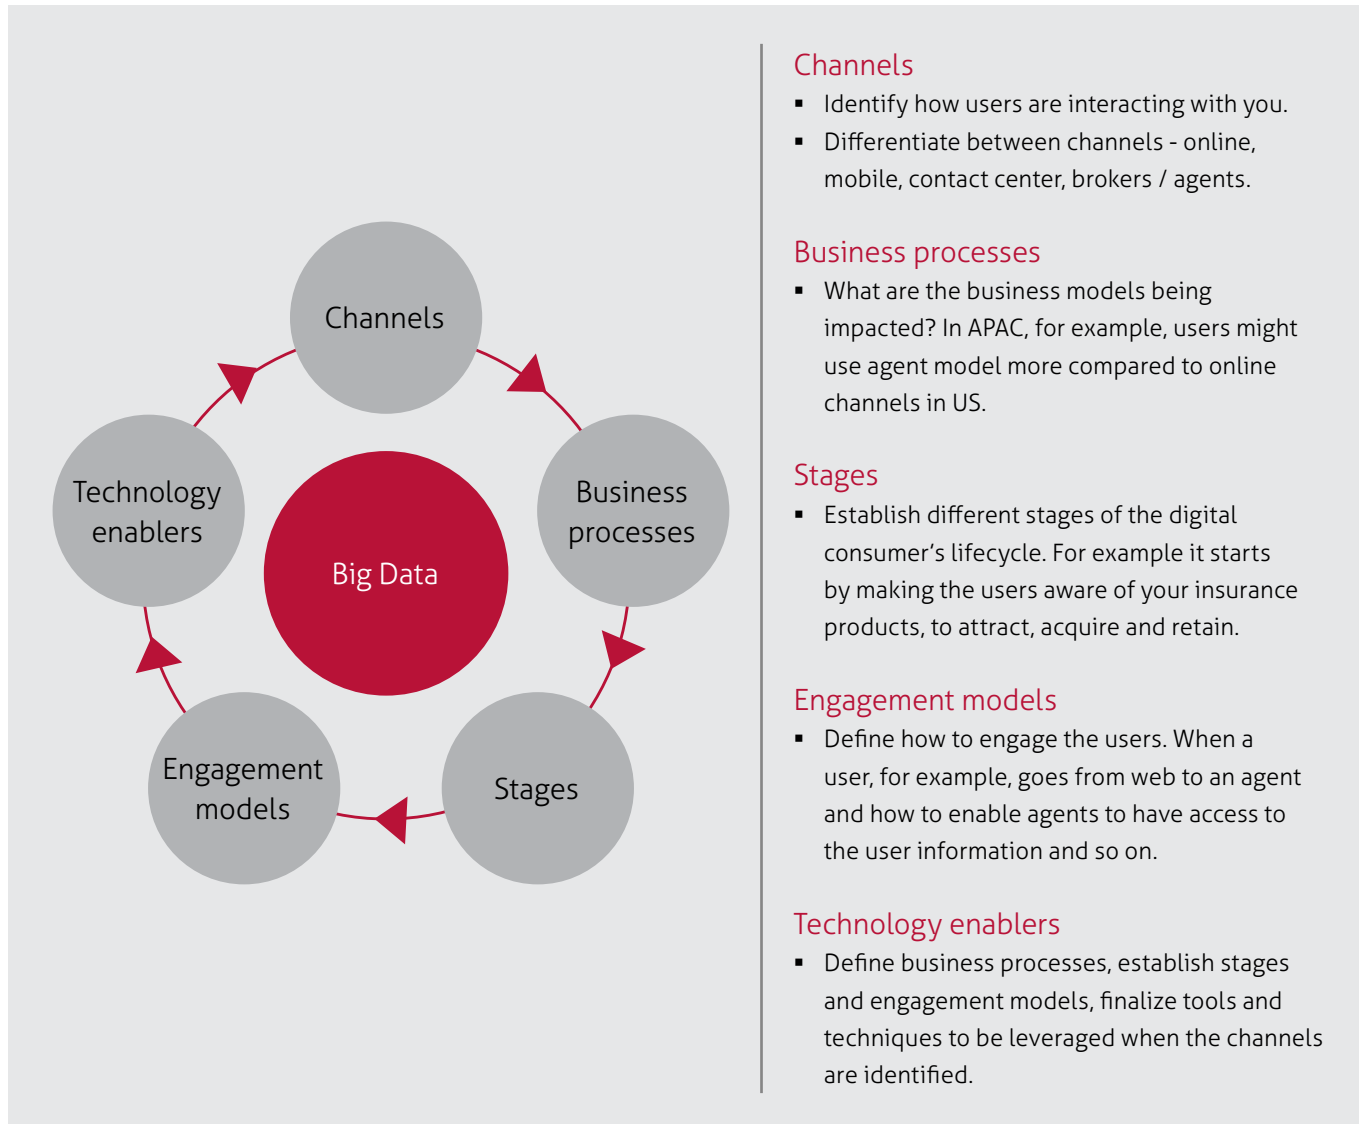 Channels
Technology
enablers
Business
processes
Big Data
Engagement
models
Stages
Channels
▪ Identify how users are interacting with you.
▪ Differentiate between channels - online,
mobile, contact center, brokers / agents.
Business processes
▪ What are the business models being
impacted? In APAC, for example, users might
use agent model more compared to online
channels in US.
Stages
▪ Establish different stages of the digital
consumer’s lifecycle. For example it starts
by making the users aware of your insurance
products, to attract, acquire and retain.
Engagement models
▪ Define how to engage the users. When a
user, for example, goes from web to an agent
and how to enable agents to have access to
the user information and so on.
Technology enablers
▪ Define business processes, establish stages
and engagement models, finalize tools and
techniques to be leveraged when the channels
are identified.